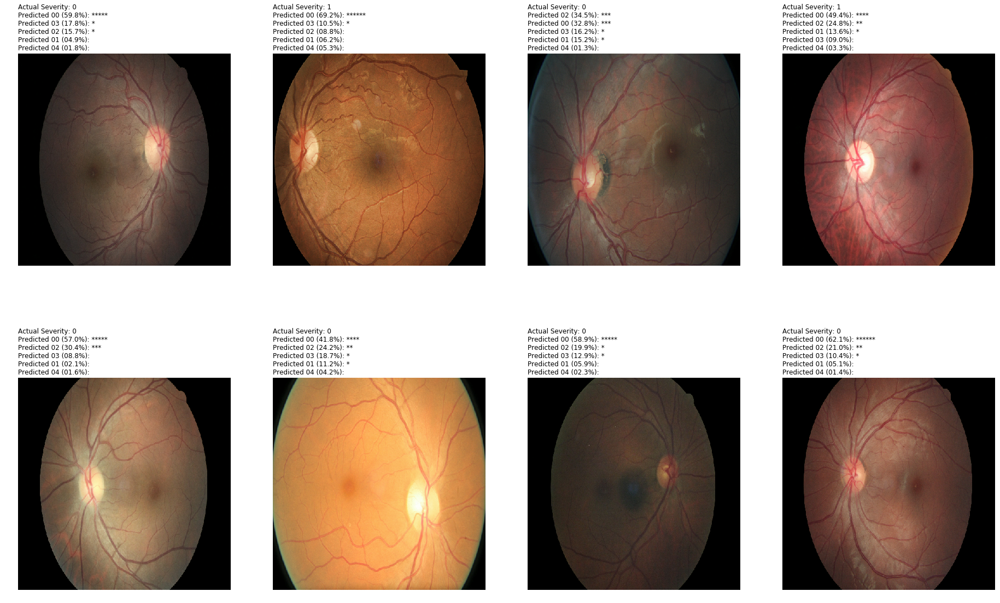 Actual Severity: 0
Predicted 00 (59.8%): *****
Predicted 03 (17.8%): *
Predicted 02 (15.7%): *
Predicted 01 (04.9%):
Predicted 04 (01.8%):
Actual Severity: 1
Predicted 00 (69.2%): ******
Predicted 03 (10.5%): *
Predicted 02 (08.8%):
Predicted 01 (06.2%):
Predicted 04 (05.3%):
Actual Severity: 0
Predicted 02 (34.5%): ***
Predicted 00 (32.8%): ***
Predicted 03 (16.2%): *
Predicted 01 (15.2%): *
Predicted 04 (01.3%):
Actual Severity: 1
Predicted 00 (49.4%): ****
Predicted 02 (24.8%): **
Predicted 01 (13.6%): *
Predicted 03 (09.0%):
Predicted 04 (03.3%):
Actual Severity: 0
Predicted 00 (57.0%): *****
Predicted 02 (30.4%): ***
Predicted 03 (08.8%):
Predicted 01 (02.1%):
Predicted 04 (01.6%):
Actual Severity: 0
Predicted 00 (41.8%): ****
Predicted 02 (24.2%): **
Predicted 03 (18.7%): *
Predicted 01 (11.2%): *
Predicted 04 (04.2%):
Actual Severity: 0
Predicted 00 (58.9%): *****
Predicted 02 (19.9%): *
Predicted 03 (12.9%): *
Predicted 01 (05.9%):
Predicted 04 (02.3%):
Actual Severity: 0
Predicted 00 (62.1%): ******
Predicted 02 (21.0%): **
Predicted 03 (10.4%): *
Predicted 01 (05.1%):
Predicted 04 (01.4%):